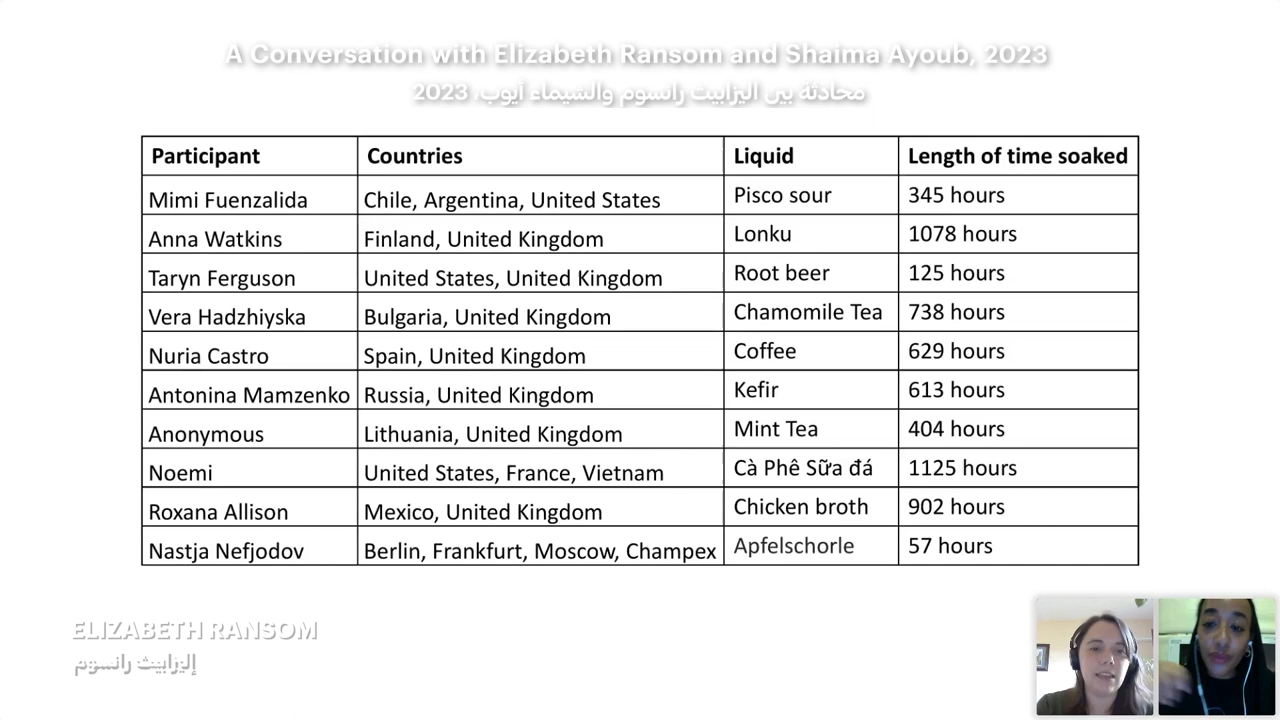 A Conversation with Elizabeth Ransom and Shaima Ayoub, 2023
محادثة بين اليزابيث رانسوم والشيماء أيوب، 2023
Participant Countries Liquid Length of time soaked
Mimi Fuenzalida Chile, Argentina, United States Pisco sour 345 hours
Anna Watkins Finland, United Kingdom Lonku 1078 hours
Taryn Ferguson United States, United Kingdom Root beer 125 hours
Vera Hadzhiyska Bulgaria, United Kingdom Chamomile Tea 738 hours
Nuria Castro Spain, United Kingdom Coffee 629 hours
Antonina Mamzenko Russia, United Kingdom Kefir 613 hours
Anonymous Lithuania, United Kingdom Mint Tea 404 hours
Noemi United States, France, Vietnam Cà Phê Sữa đá 1125 hours
Roxana Allison Mexico, United Kingdom Chicken broth 902 hours
Nastja Nefjodov Berlin, Frankfurt, Moscow, Champex Apfelschorle 57 hours
ELIZABETH RANSOM
إليزابيث رانسوم